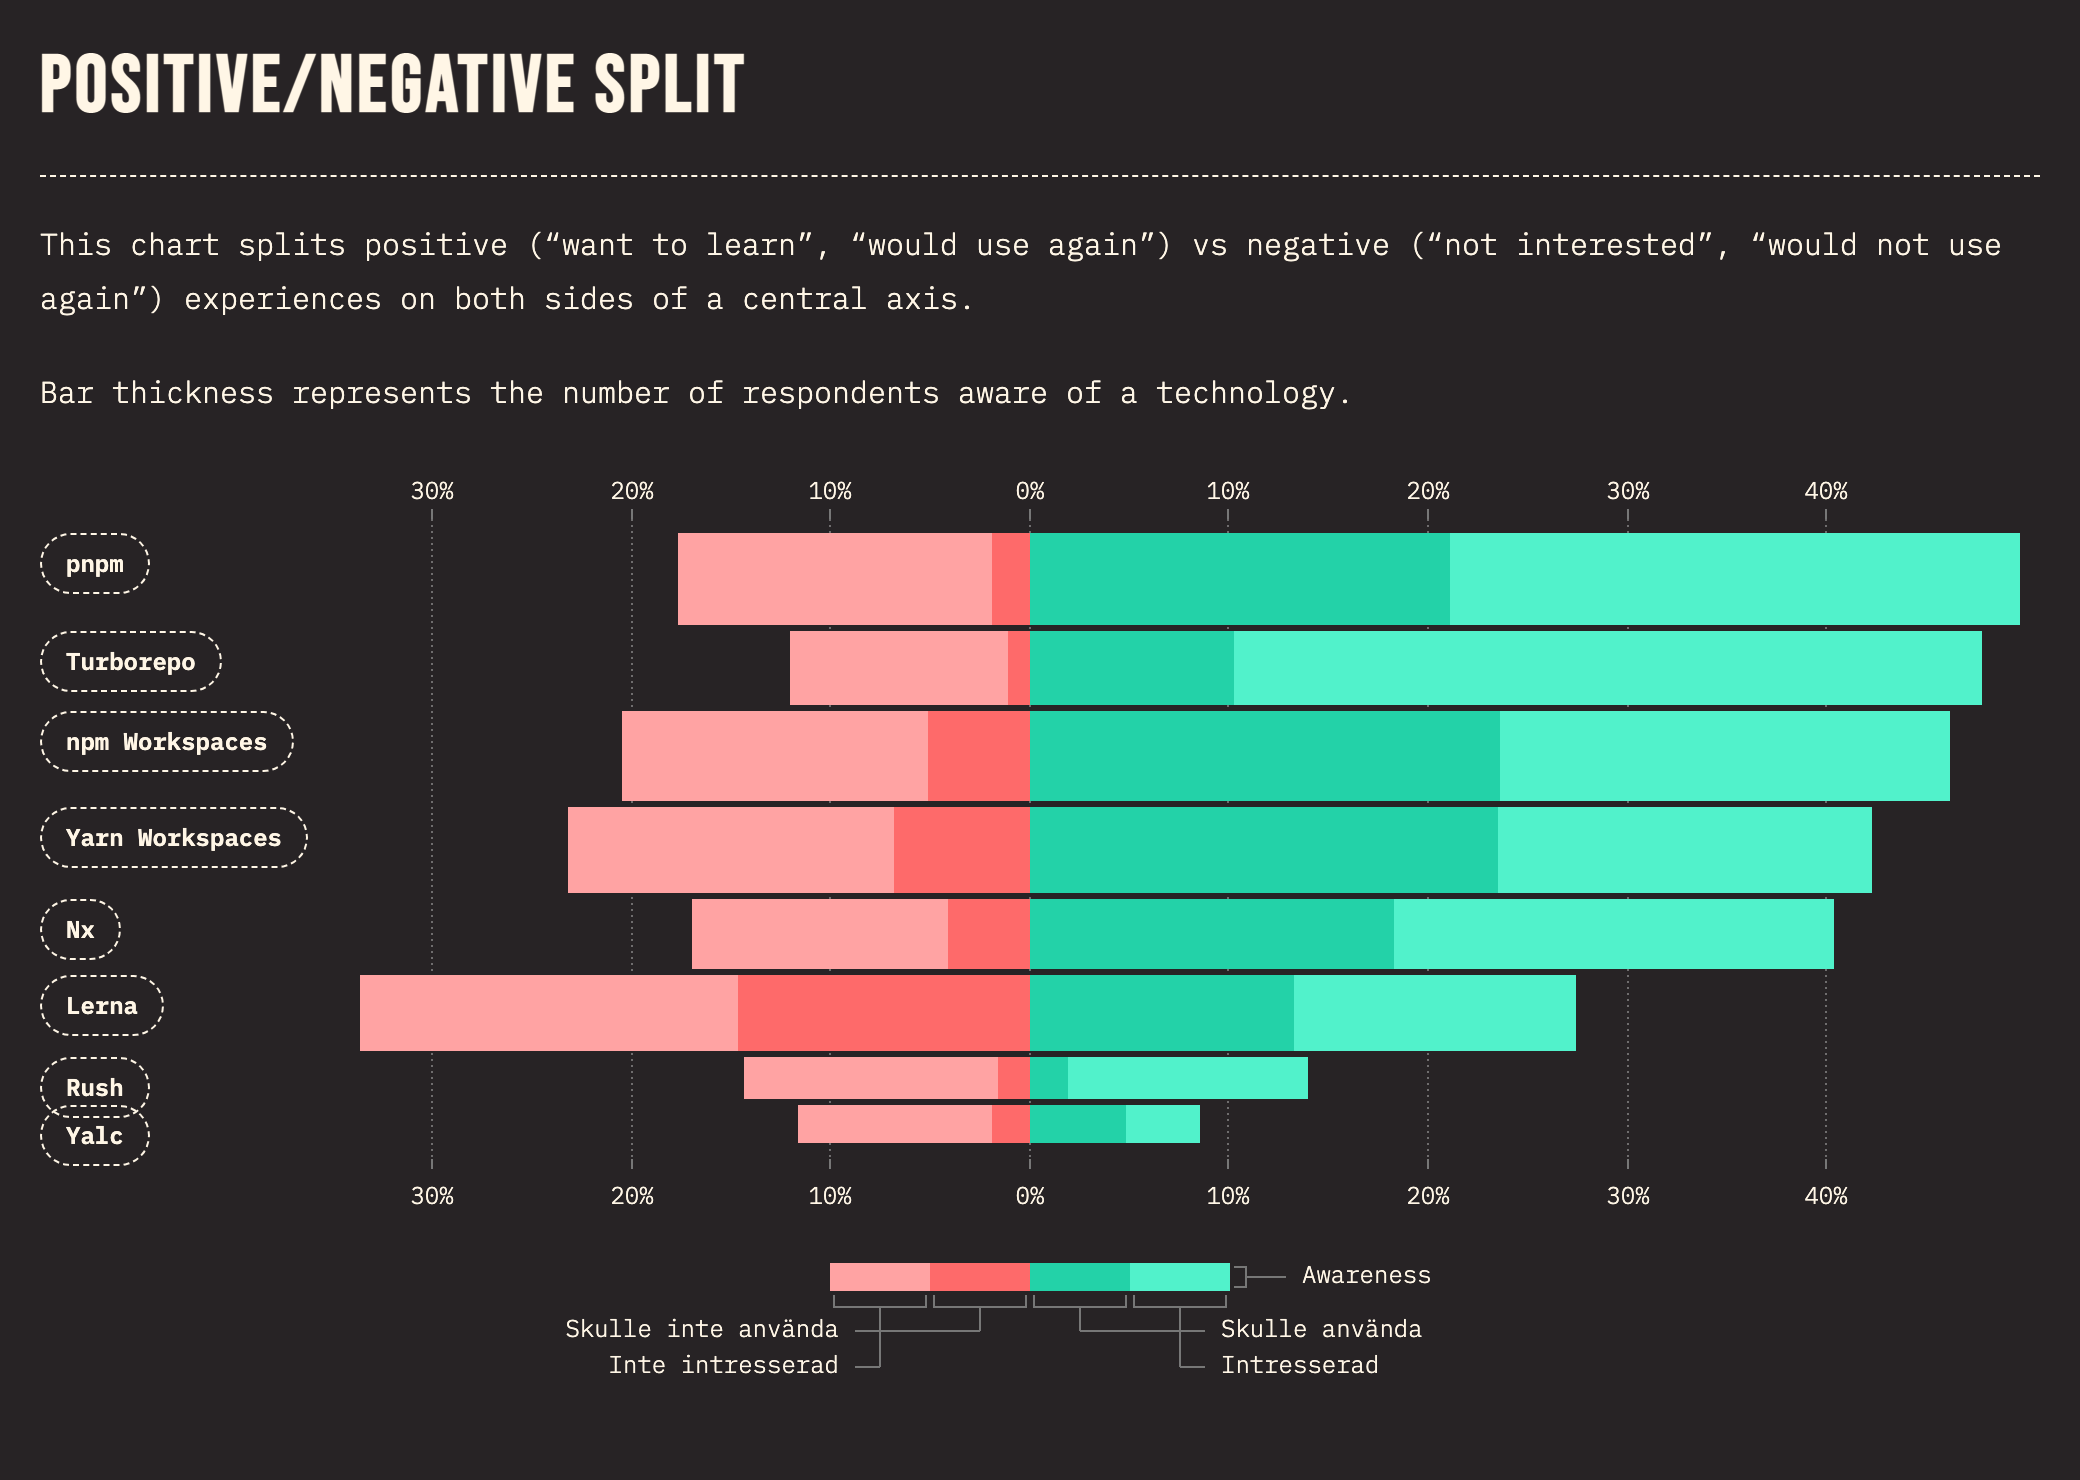 POSITIVE/NEGATIVE SPLIT
This chart splits positive (“want to learn”, “would use again”) vs negative (“not interested”, “would not use
again”) experiences on both sides of a central axis.
Bar thickness represents the number of respondents aware of a technology.
30% 20% 10% 0% 10% 20% 30% 40%
pnpm
Turborepo
npm Workspaces
Yarn Workspaces
Nx
Lerna
Rush
Yalc
30% 20% 10% 0% 10% 20% 30% 40%
Awareness
Skulle inte använda Skulle använda
Inte intresserad Intresserad